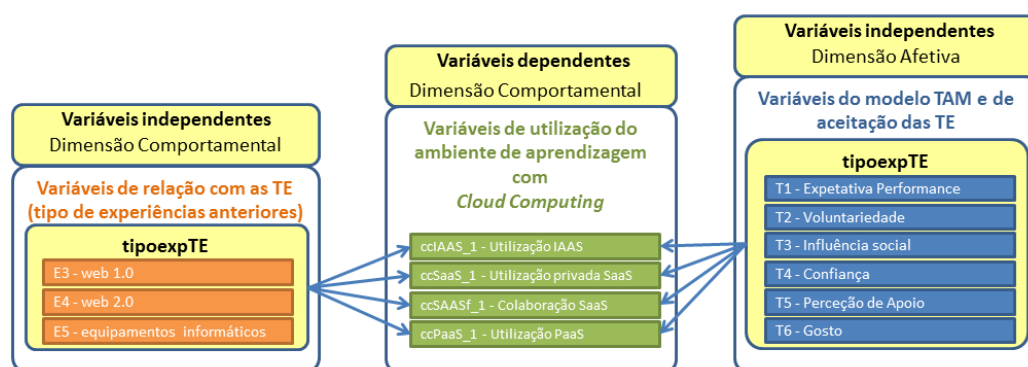 Variáveis independentes
Dimensão Comportamental
Variáveis de relação com as TE
(tipo de experiências anteriores)
tipoexpTE
E3 - web 1.0
E4 - web 2.0
E5 - equipamentos informáticos
Variáveis dependentes
Dimensão Comportamental
Variáveis de utilização do
ambiente de aprendizagem
com
Cloud Computing
ccIAAS_1 - Utilização IAAS
ccSaaS_1 - Utilização privada SaaS
ccSAASf_1 - Colaboração SaaS
ccPaaS_1 - Utilização PaaS
Variáveis independentes
Dimensão Afetiva
Variáveis do modelo TAM e de
aceitação das TE
tipoexpTE
T1 - Expetativa Performance
T2 - Voluntariedade
T3 - Influência social
T4 - Confiança
T5 - Perceção de Apoio
T6 - Gosto